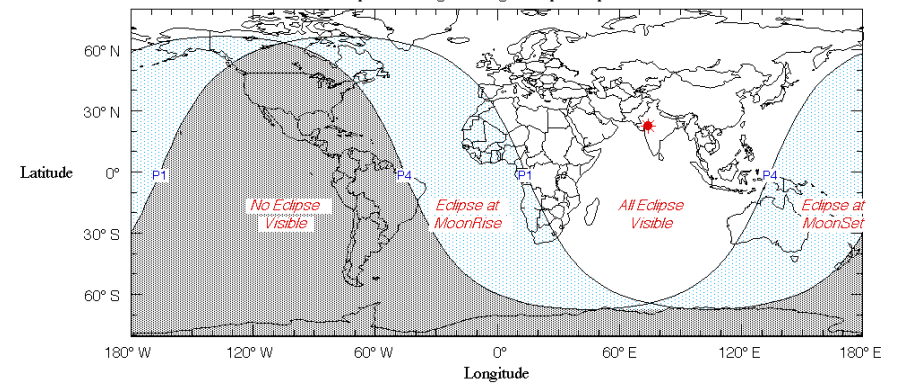 60° N
30° N
Latitude
0°
P1
P4
P1
P4
No Eclipse
Visible
Eclipse at
MoonRise
All Eclipse
Visible
Eclipse at
MoonSet
30° S
60° S
180° W
120° W
60° W
0°
60° E
120° E
180° E
Longitude